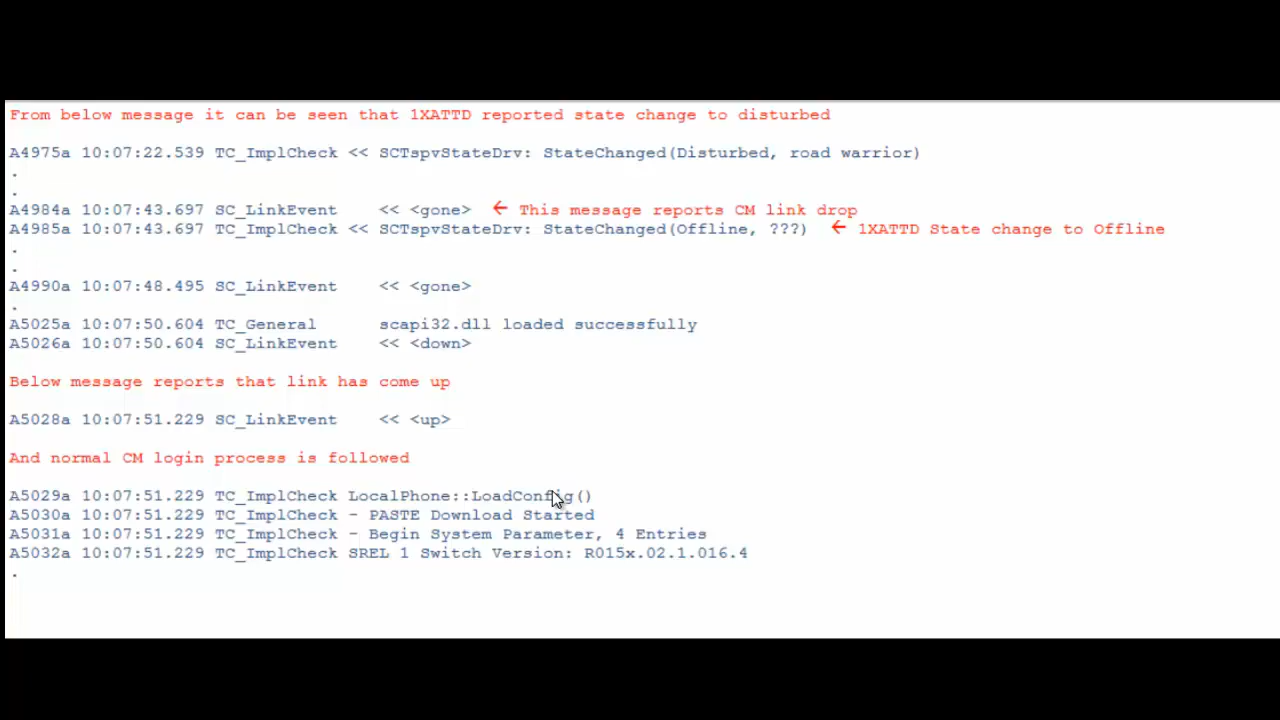 From below message it can be seen that 1XATTD reported state change to disturbed
A4975a 10:07:22.539 TC_ImplCheck << SCTspvStateDrv: StateChanged(Disturbed, road warrior)
.
.
A4984a 10:07:43.697 SC_LinkEvent    << <gone>  ← This message reports CM link drop
A4985a 10:07:43.697 TC_ImplCheck << SCTspvStateDrv: StateChanged(Offline, ???)  ← 1XATTD State change to Offline
.
.
A4990a 10:07:48.495 SC_LinkEvent    << <gone>
.
A5025a 10:07:50.604 TC_General      scapi32.dll loaded successfully
A5026a 10:07:50.604 SC_LinkEvent    << <down>
Below message reports that link has come up
A5028a 10:07:51.229 SC_LinkEvent    << <up>
And normal CM login process is followed
A5029a 10:07:51.229 TC_ImplCheck LocalPhone::LoadConfig()
A5030a 10:07:51.229 TC_ImplCheck - PASTE Download Started
A5031a 10:07:51.229 TC_ImplCheck - Begin System Parameter, 4 Entries
A5032a 10:07:51.229 TC_ImplCheck SREL 1 Switch Version: R015x.02.1.016.4
.